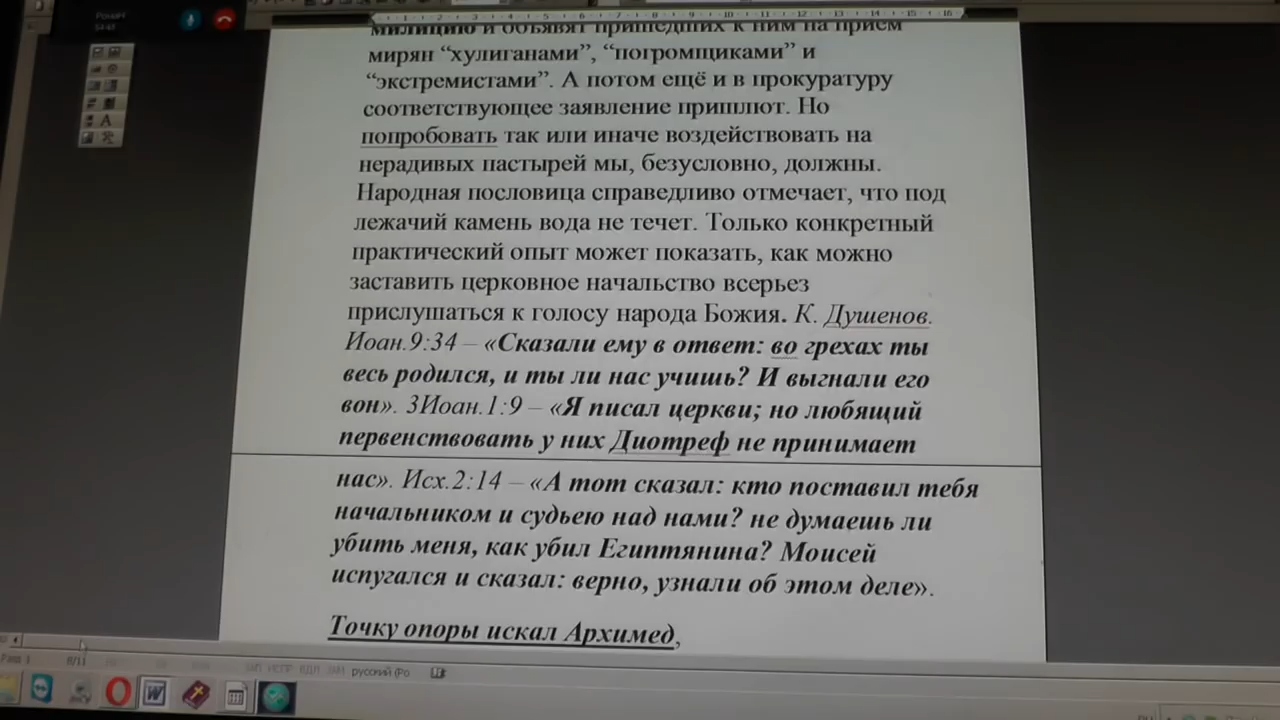 милицию и объявят пришедших к ним на приём
мирян “хулиганами”, “погромщиками” и
“экстремистами”. А потом ещё и в прокуратуру
соответствующее заявление пришлют. Но
попробовать так или иначе воздействовать на
нерадивых пастырей мы, безусловно, должны.
Народная пословица справедливо отмечает, что под
лежачий камень вода не течет. Только конкретный
практический опыт может показать, как можно
заставить церковное начальство всерьез
прислушаться к голосу народа Божия. К. Душенов.
Иоан.9:34 – «Сказали ему в ответ: во грехах ты
весь родился, и ты ли нас учишь? И выгнали его
вон». 3Иоан.1:9 – «Я писал церкви; но любящий
первенствовать у них Диотреф не принимает
нас». Исх.2:14 – «А тот сказал: кто поставил тебя
начальником и судьею над нами? не думаешь ли
убить меня, как убил Египтянина? Моисей
испугался и сказал: верно, узнали об этом деле».
Точку опоры искал Архимед,
8/11
русский (Ро